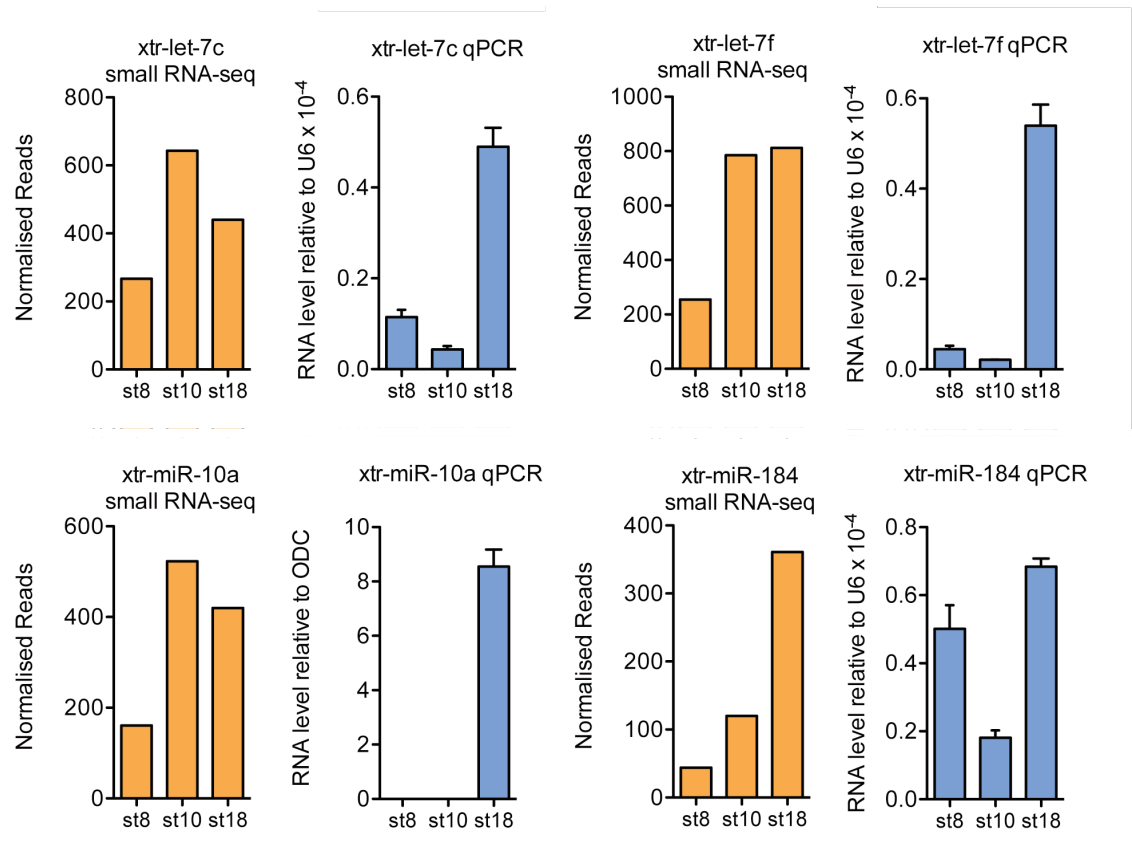 xtr-let-7c
small RNA-seq
Normalised Reads
800
600
400
200
0
st8 st10 st18
xtr-let-7c qPCR
RNA level relative to U6 x 10⁻⁴
0.6
0.4
0.2
0.0
st8 st10 st18
xtr-let-7f
small RNA-seq
Normalised Reads
1000
800
600
400
200
0
st8 st10 st18
xtr-let-7f qPCR
RNA level relative to U6 x 10⁻⁴
0.6
0.4
0.2
0.0
st8 st10 st18
xtr-miR-10a
small RNA-seq
Normalised Reads
600
400
200
0
st8 st10 st18
xtr-miR-10a qPCR
RNA level relative to ODC
10
8
6
4
2
0
st8 st10 st18
xtr-miR-184
small RNA-seq
Normalised Reads
400
300
200
100
0
st8 st10 st18
xtr-miR-184 qPCR
RNA level relative to U6 x 10⁻⁴
0.8
0.6
0.4
0.2
0.0
st8 st10 st18